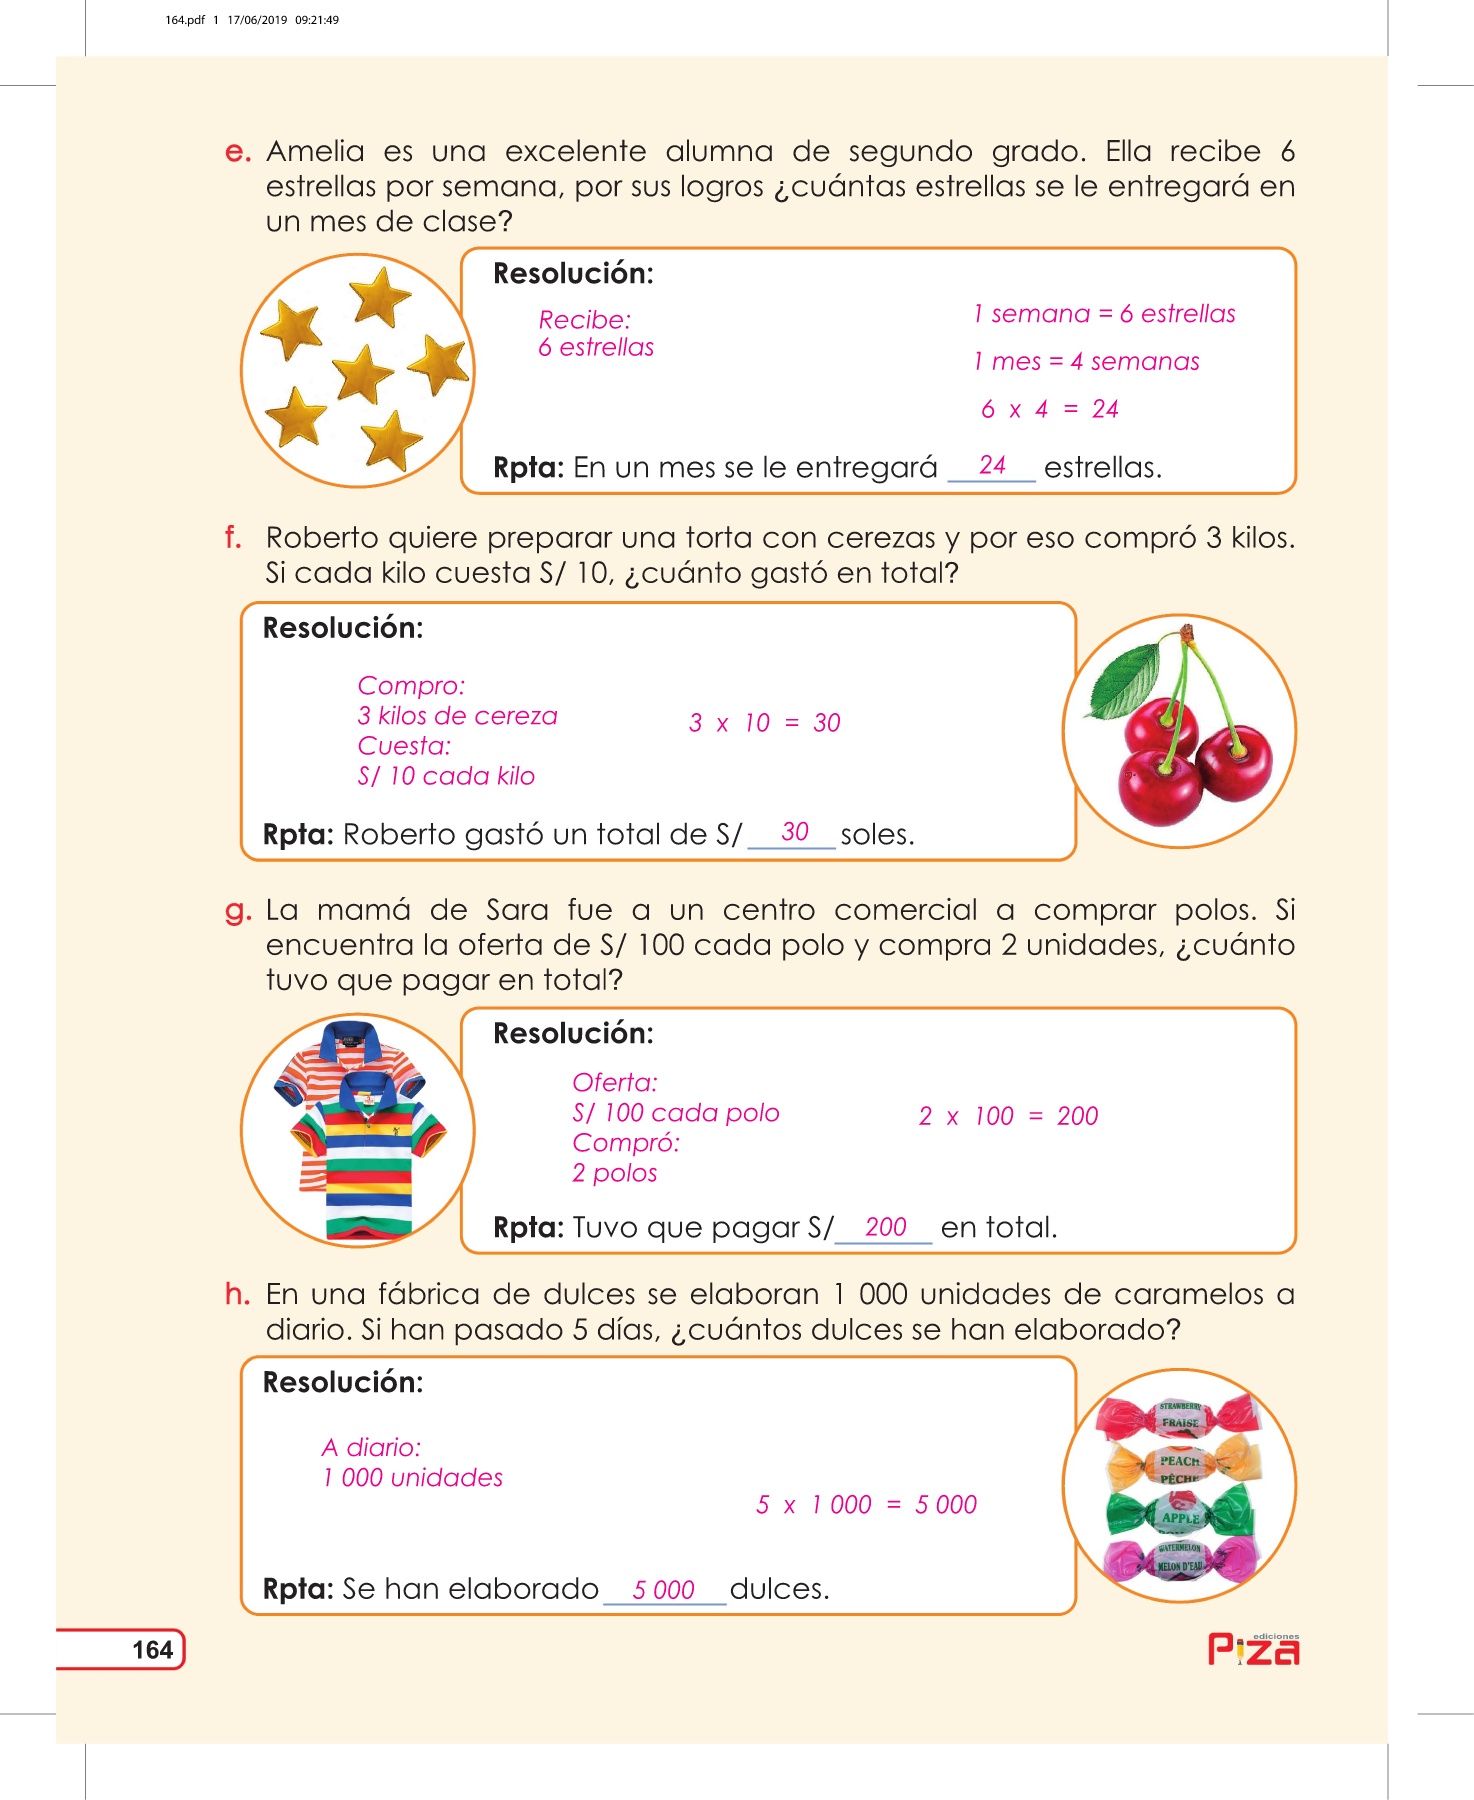 164.pdf 1 17/06/2019 09:21:49
e. Amelia es una excelente alumna de segundo grado. Ella recibe 6
estrellas por semana, por sus logros ¿cuántas estrellas se le entregará en
un mes de clase?
Resolución:
Recibe:
6 estrellas
1 semana = 6 estrellas
1 mes = 4 semanas
6 x 4 = 24
Rpta: En un mes se le entregará 24 estrellas.
f. Roberto quiere preparar una torta con cerezas y por eso compró 3 kilos.
Si cada kilo cuesta S/ 10, ¿cuánto gastó en total?
Resolución:
Compro:
3 kilos de cereza
Cuesta:
S/ 10 cada kilo
3 x 10 = 30
Rpta: Roberto gastó un total de S/ 30 soles.
g. La mamá de Sara fue a un centro comercial a comprar polos. Si
encuentra la oferta de S/ 100 cada polo y compra 2 unidades, ¿cuánto
tuvo que pagar en total?
Resolución:
Oferta:
S/ 100 cada polo
Compró:
2 polos
2 x 100 = 200
Rpta: Tuvo que pagar S/ 200 en total.
h. En una fábrica de dulces se elaboran 1 000 unidades de caramelos a
diario. Si han pasado 5 días, ¿cuántos dulces se han elaborado?
Resolución:
A diario:
1 000 unidades
5 x 1 000 = 5 000
Rpta: Se han elaborado 5 000 dulces.
STRAWBERRY
FRAISE
PEACH
PÊCHE
APPLE
WATERMELON
MELON D'EAU
164
ediciones
Piza